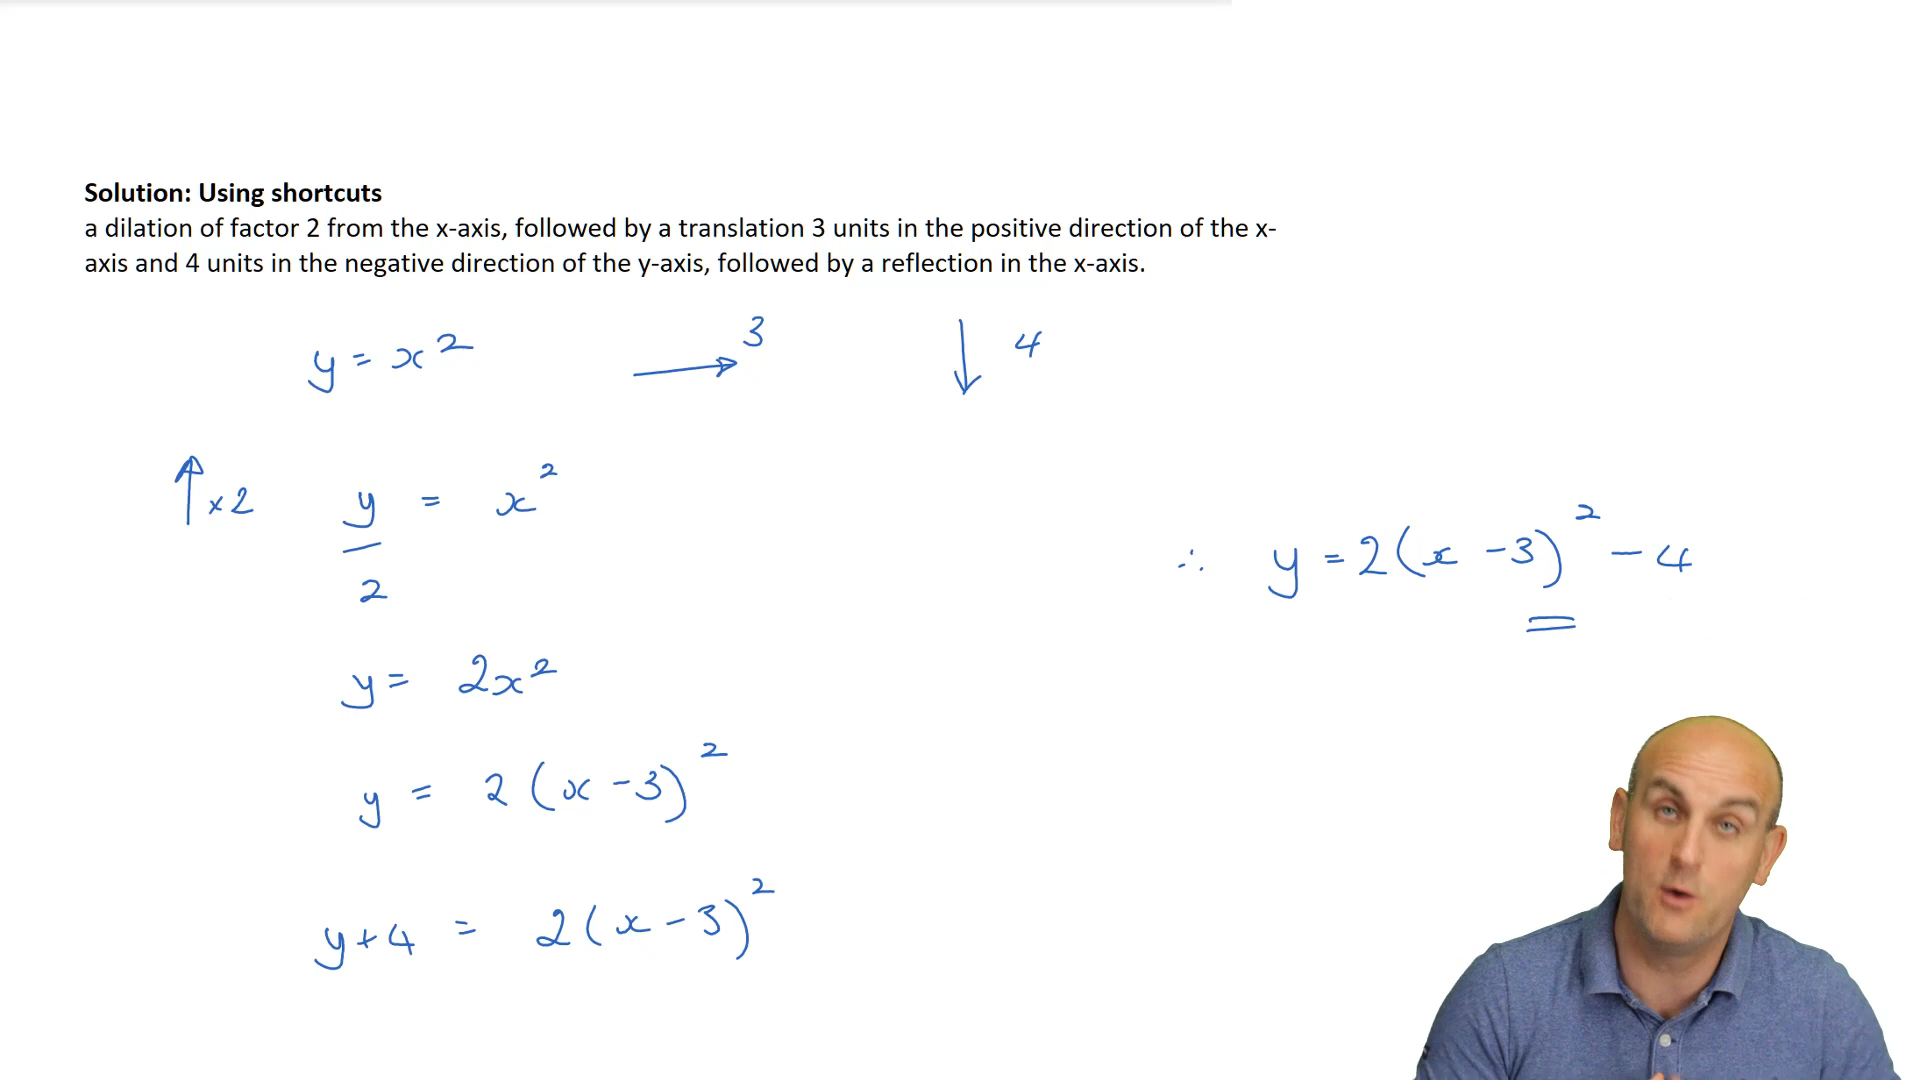 Solution: Using shortcuts
a dilation of factor 2 from the x-axis, followed by a translation 3 units in the positive direction of the x-
axis and 4 units in the negative direction of the y-axis, followed by a reflection in the x-axis.
y = x² → 3 ↓ 4
↑ ×2 y/2 = x²
∴ y = 2(x - 3)² - 4
y = 2x²
y = 2(x - 3)²
y + 4 = 2(x - 3)²